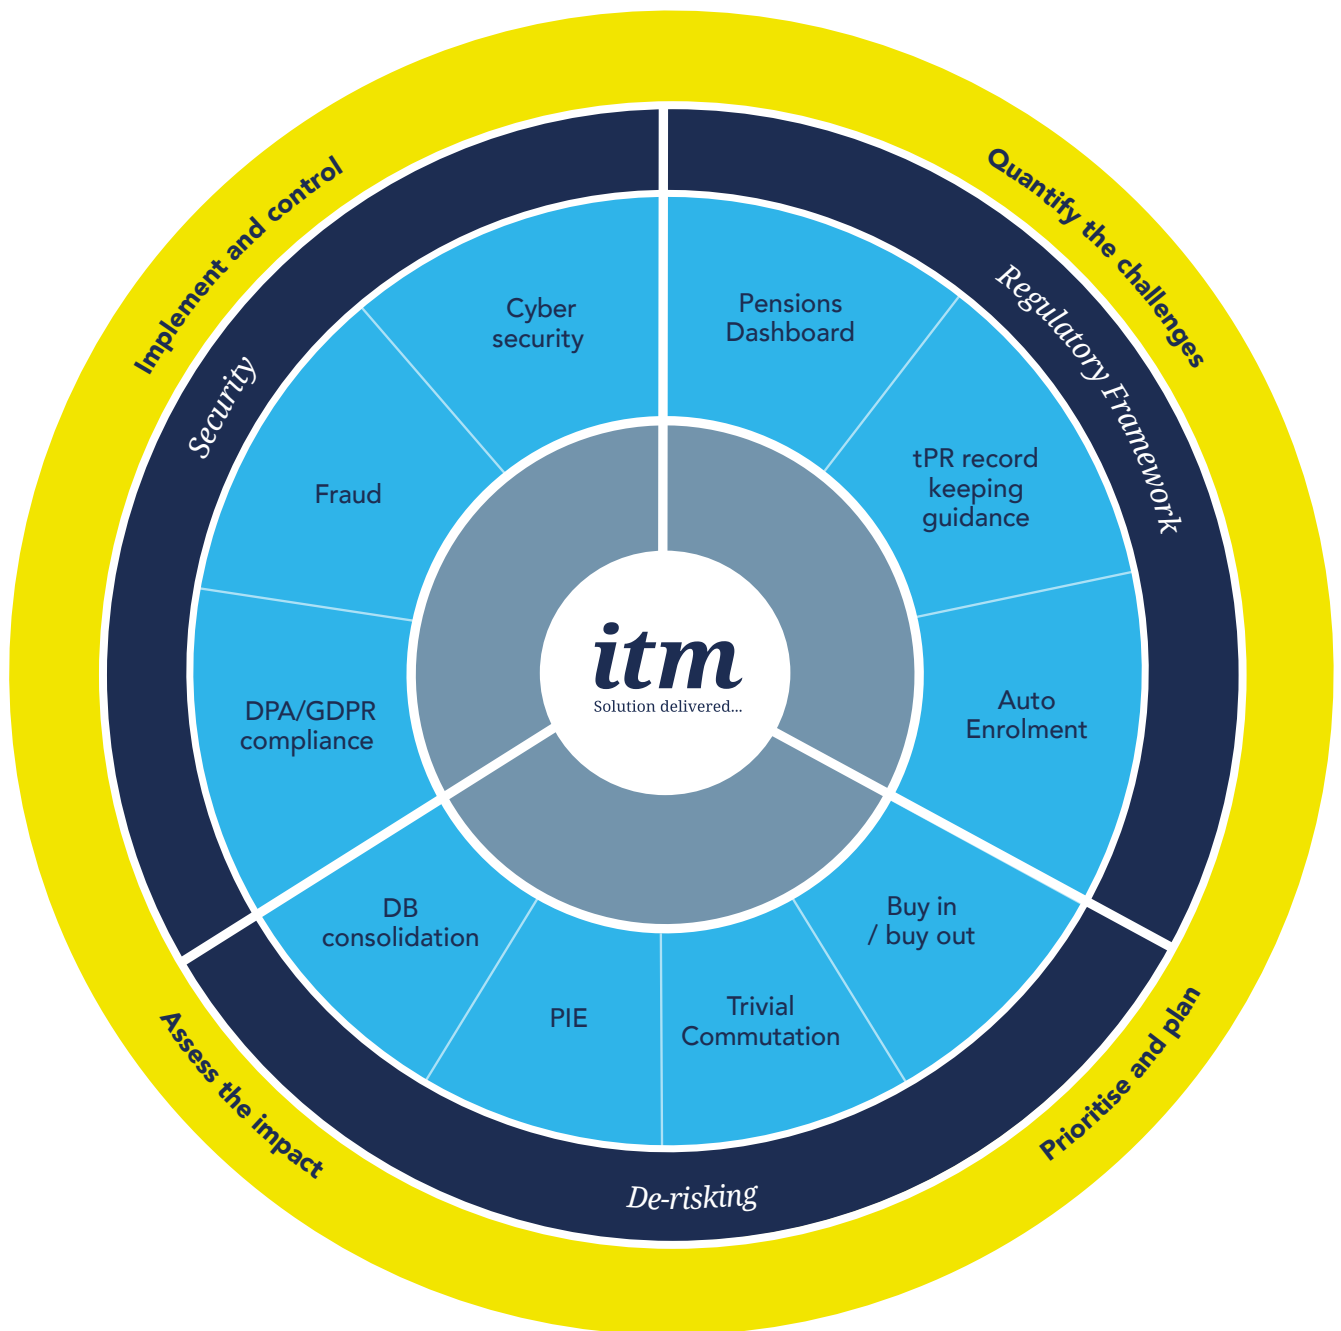 Implement and control
Quantify the challenges
Security
Regulatory Framework
Cyber
security
Pensions
Dashboard
Fraud
tPR record
keeping
guidance
DPA/GDPR
compliance
itm
Solution delivered...
Auto
Enrolment
DB
consolidation
PIE
Trivial
Commutation
Buy in
/ buy out
Assess the impact
De-risking
Prioritise and plan